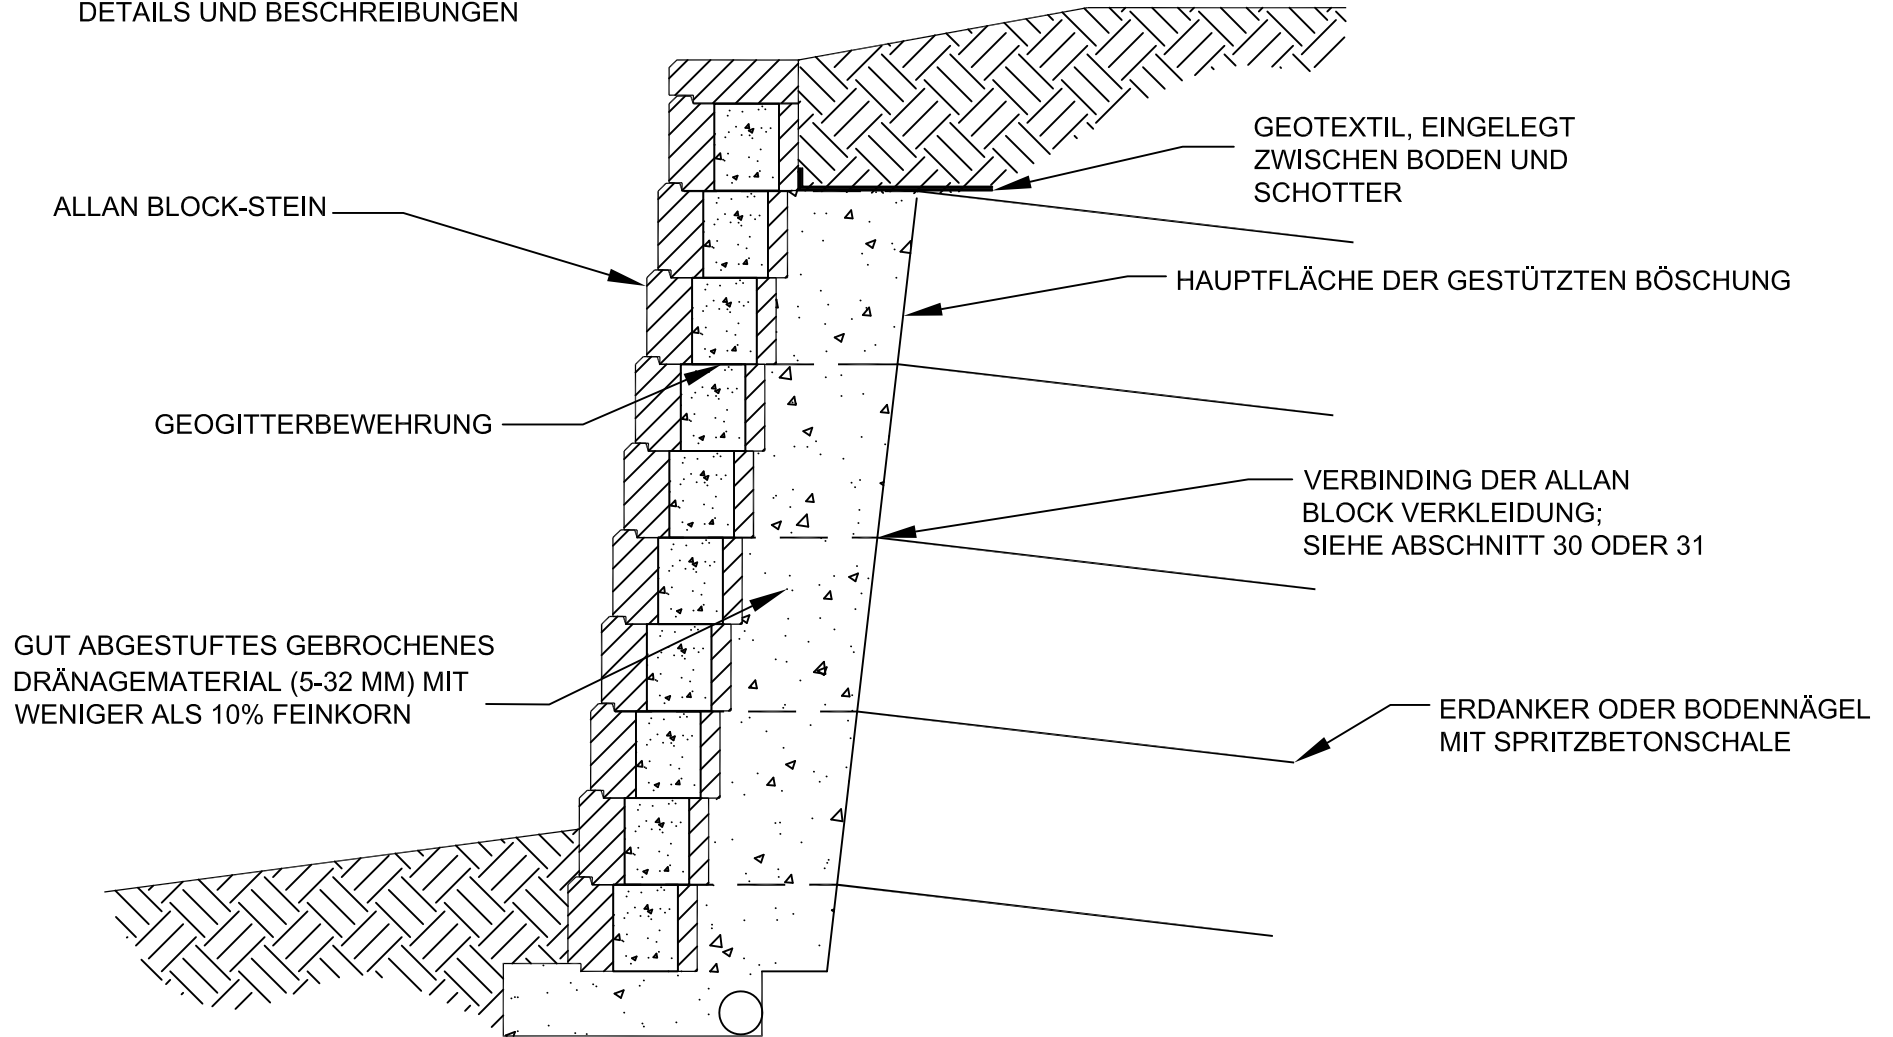 DETAILS UND BESCHREIBUNGEN
GEOTEXTIL, EINGELEGT
ZWISCHEN BODEN UND
SCHOTTER
ALLAN BLOCK-STEIN
HAUPTFLÄCHE DER GESTÜTZTEN BÖSCHUNG
GEOGITTERBEWEHRUNG
VERBINDING DER ALLAN
BLOCK VERKLEIDUNG;
SIEHE ABSCHNITT 30 ODER 31
GUT ABGESTUFTES GEBROCHENES
DRÄNAGEMATERIAL (5-32 MM) MIT
WENIGER ALS 10% FEINKORN
ERDANKER ODER BODENNÄGEL
MIT SPRITZBETONSCHALE